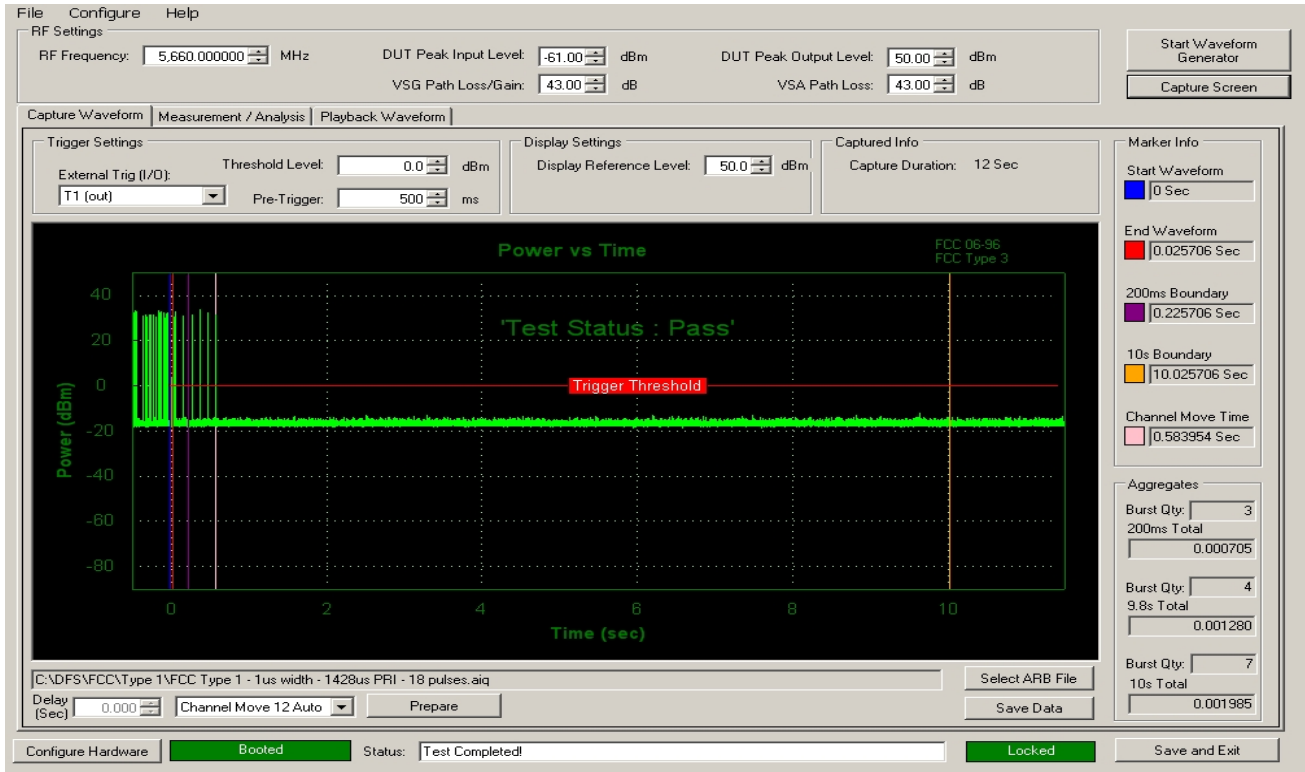 File Configure Help
RF Settings
RF Frequency: 5,660.000000 MHz
DUT Peak Input Level: -61.00 dBm
DUT Peak Output Level: 50.00 dBm
VSG Path Loss/Gain: 43.00 dB
VSA Path Loss: 43.00 dB
Start Waveform
Generator
Capture Screen
Capture Waveform Measurement / Analysis Playback Waveform
Trigger Settings
External Trig (I/O):
T1 (out)
Threshold Level: 0.0 dBm
Pre-Trigger: 500 ms
Display Settings
Display Reference Level: 50.0 dBm
Captured Info
Capture Duration: 12 Sec
Marker Info
Start Waveform
0 Sec
End Waveform
0.025706 Sec
200ms Boundary
0.225706 Sec
10s Boundary
10.025706 Sec
Channel Move Time
0.583954 Sec
Power vs Time
FCC 06-96
FCC Type 3
'Test Status : Pass'
Trigger Threshold
Power (dBm)
40
20
0
-20
-40
-60
-80
0 2 4 6 8 10
Time (sec)
Aggregates
Burst Qty: 3
200ms Total
0.000705
Burst Qty: 4
9.8s Total
0.001280
Burst Qty: 7
10s Total
0.001985
C:\DFS\FCC\Type 1\FCC Type 1 - 1us width - 1428us PRI - 18 pulses.aiq
Select ARB File
Delay
(Sec) 0.000 Channel Move 12 Auto Prepare
Save Data
Configure Hardware Booted Status: Test Completed! Locked Save and Exit